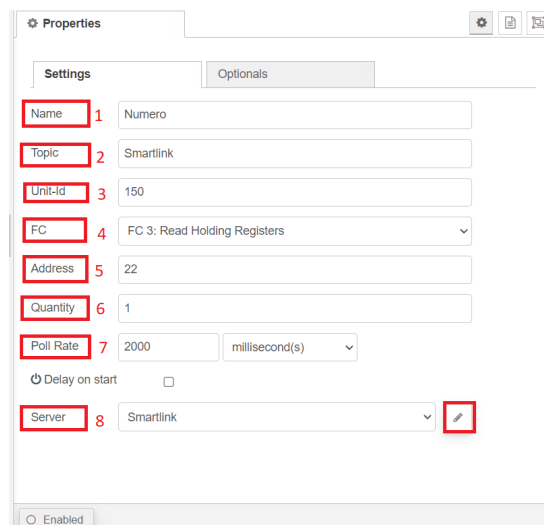 Properties
Settings Optionals
Name 1 Numero
Topic 2 Smartlink
Unit-Id 3 150
FC 4 FC 3: Read Holding Registers
Address 5 22
Quantity 6 1
Poll Rate 7 2000 millisecond(s)
Delay on start
Server 8 Smartlink
Enabled